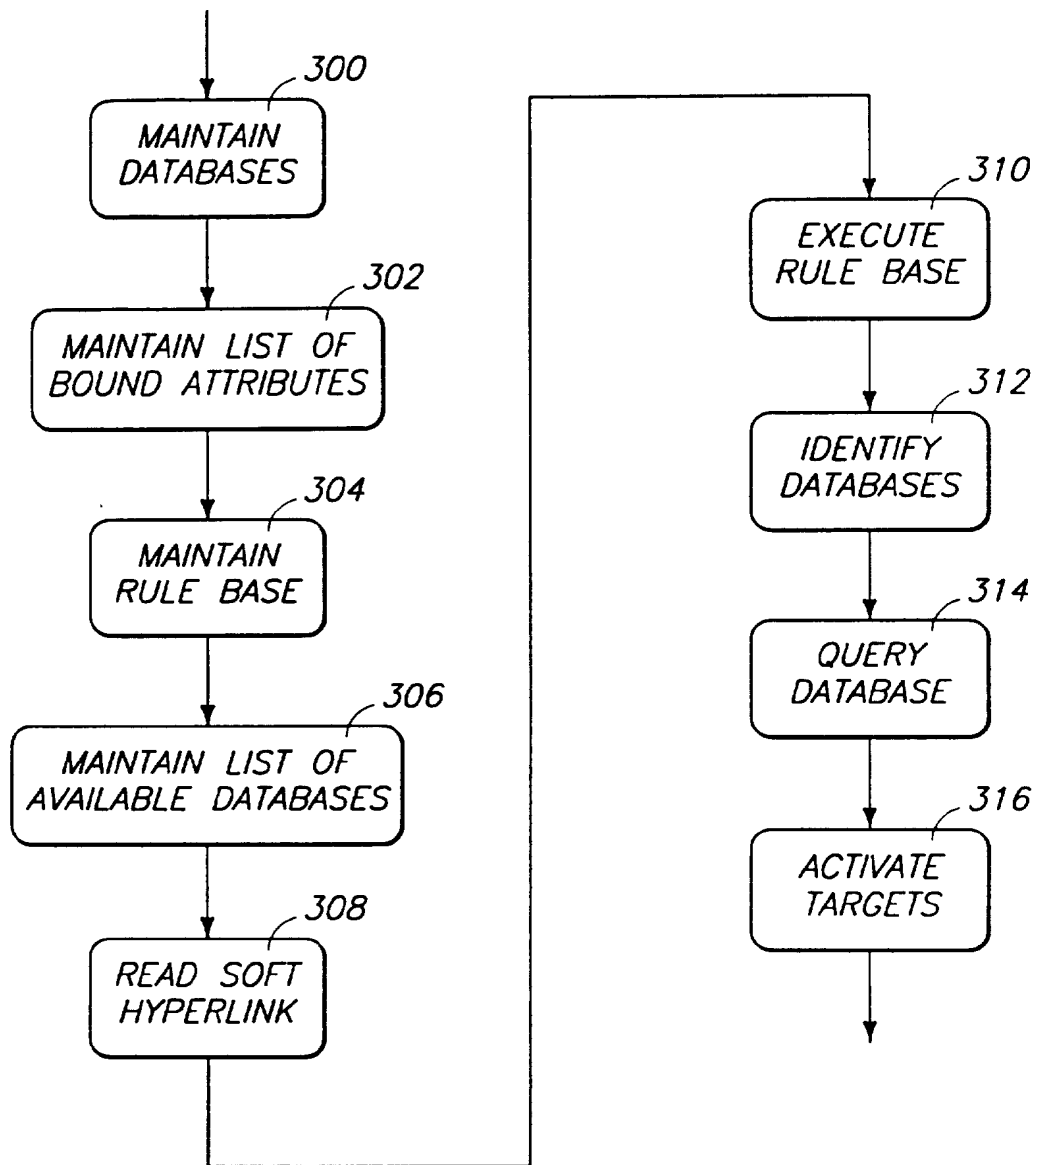 300
MAINTAIN
DATABASES
302
MAINTAIN LIST OF
BOUND ATTRIBUTES
304
MAINTAIN
RULE BASE
306
MAINTAIN LIST OF
AVAILABLE DATABASES
308
READ SOFT
HYPERLINK
310
EXECUTE
RULE BASE
312
IDENTIFY
DATABASES
314
QUERY
DATABASE
316
ACTIVATE
TARGETS